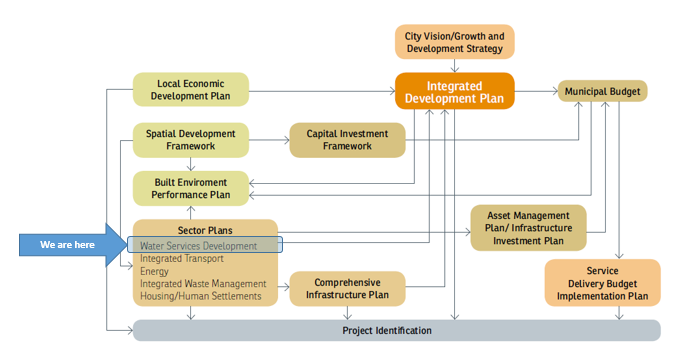 City Vision/Growth and
Development Strategy
Local Economic
Development Plan
Integrated
Development Plan
Municipal Budget
Spatial Development
Framework
Capital Investment
Framework
Built Enviroment
Performance Plan
We are here
Sector Plans
Water Services Development
Integrated Transport
Energy
Integrated Waste Management
Housing/Human Settlements
Asset Management
Plan/ Infrastructure
Investment Plan
Comprehensive
Infrastructure Plan
Service
Delivery Budget
Implementation Plan
Project Identification